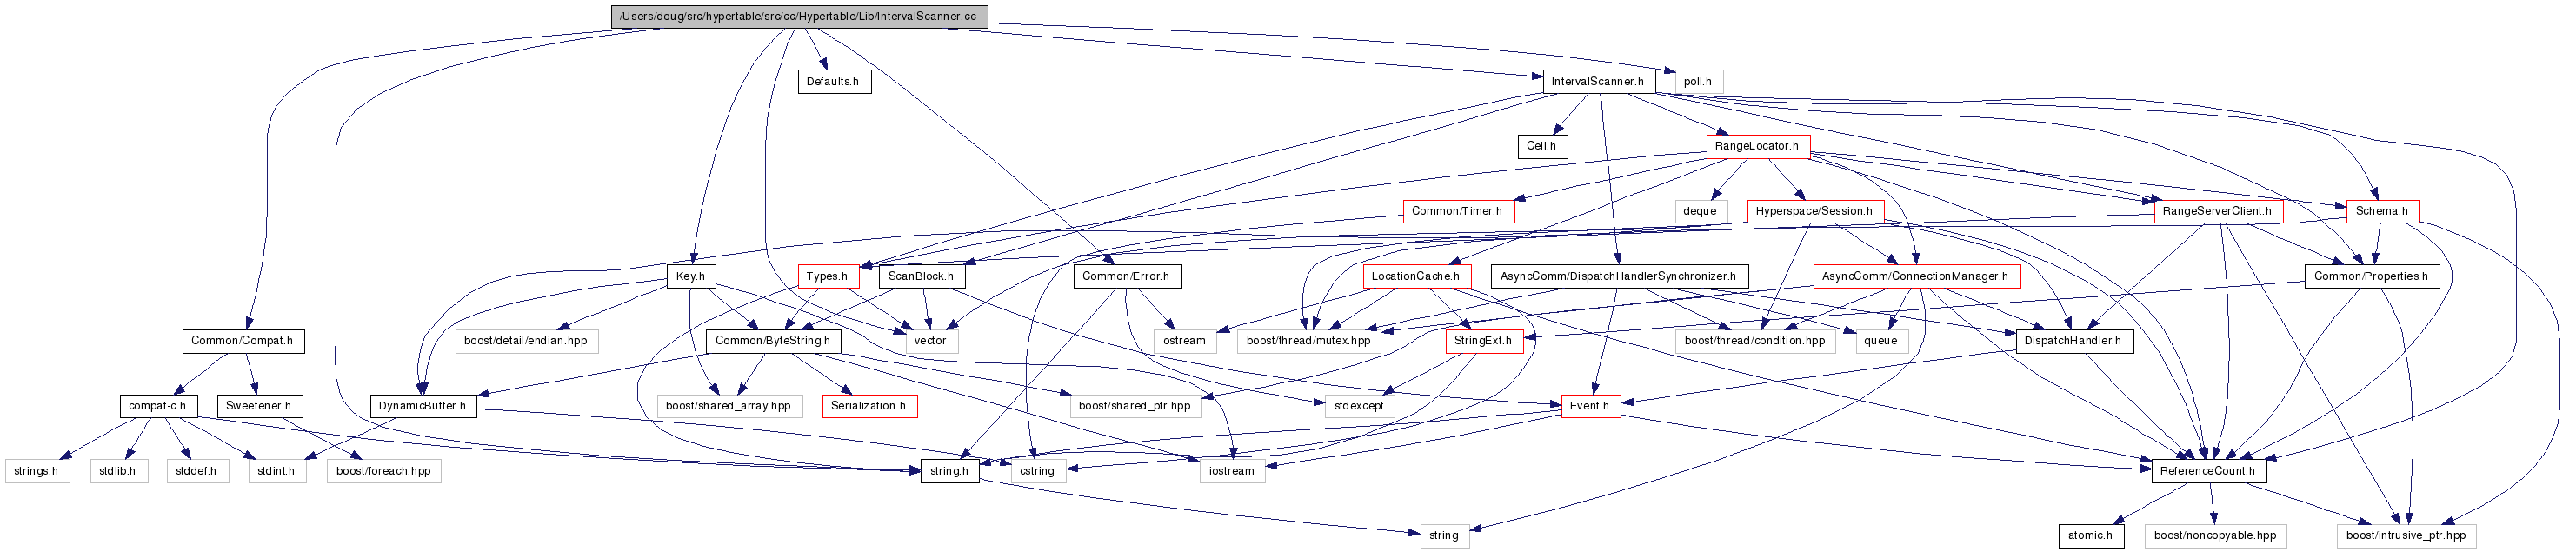 /Users/doug/src/hypertable/src/cc/Hypertable/Lib/IntervalScanner.cc
Defaults.h
IntervalScanner.h
poll.h
Cell.h
RangeLocator.h
deque
Common/Timer.h
Hyperspace/Session.h
RangeServerClient.h
Schema.h
Key.h
Types.h
ScanBlock.h
Common/Error.h
LocationCache.h
AsyncComm/DispatchHandlerSynchronizer.h
AsyncComm/ConnectionManager.h
Common/Properties.h
Common/Compat.h
boost/detail/endian.hpp
Common/ByteString.h
vector
ostream
boost/thread/mutex.hpp
StringExt.h
boost/thread/condition.hpp
queue
DispatchHandler.h
compat-c.h
Sweetener.h
DynamicBuffer.h
boost/shared_array.hpp
Serialization.h
boost/shared_ptr.hpp
stdexcept
Event.h
strings.h
stdlib.h
stddef.h
stdint.h
boost/foreach.hpp
string.h
cstring
iostream
ReferenceCount.h
string
atomic.h
boost/noncopyable.hpp
boost/intrusive_ptr.hpp